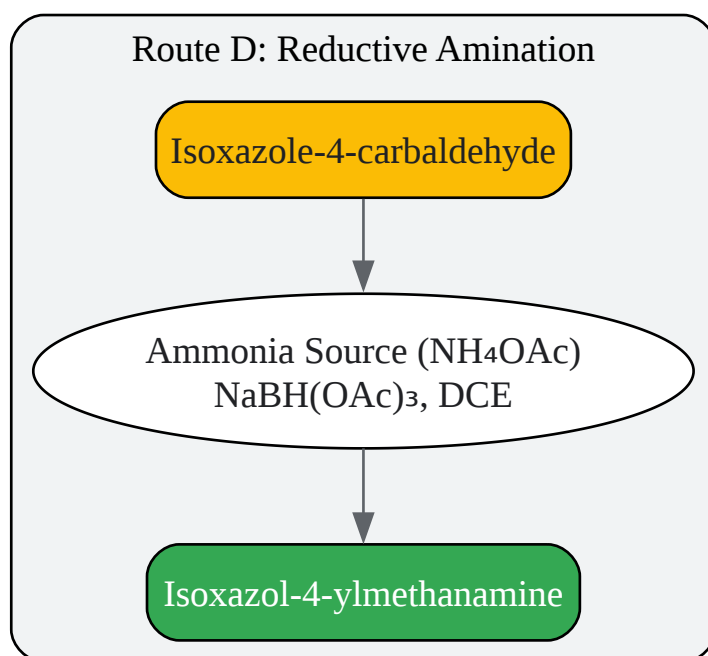 Route D: Reductive Amination
Isoxazole-4-carbaldehyde
Ammonia Source (NH₄OAc)
NaBH(OAc)₃, DCE
Isoxazol-4-ylmethanamine